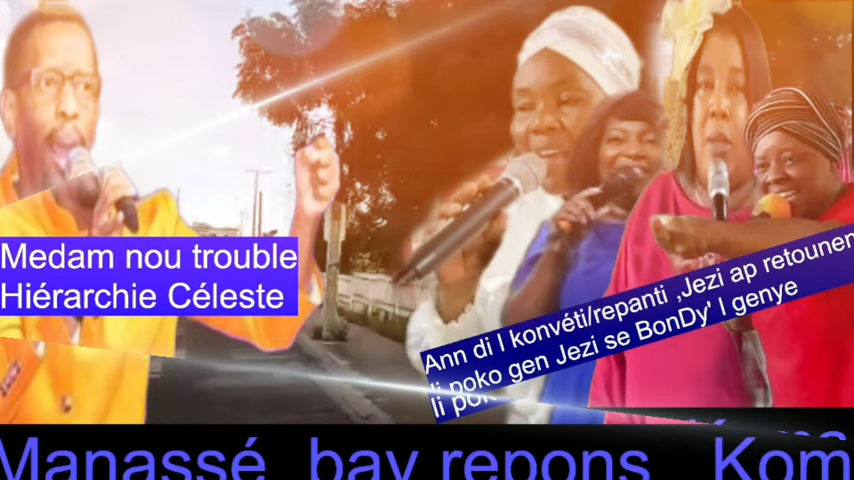 Medam nou trouble
Hiérarchie Céleste
Ann di l konvéti/repanti ,Jezi ap retounen
li poko gen Jezi se BonDy' l genye
Manassé bay repons Kom